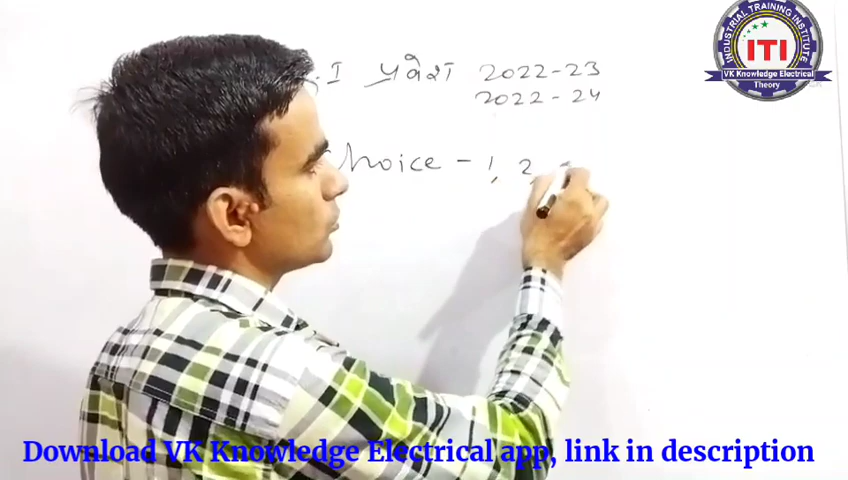 .I प्रवेश 2022-23
2022-24
Choice - 1, 2,
INDUSTRIAL TRAINING INSTITUTE
ITI
VK Knowledge Electrical
Theory
Download VK Knowledge Electrical app, link in description